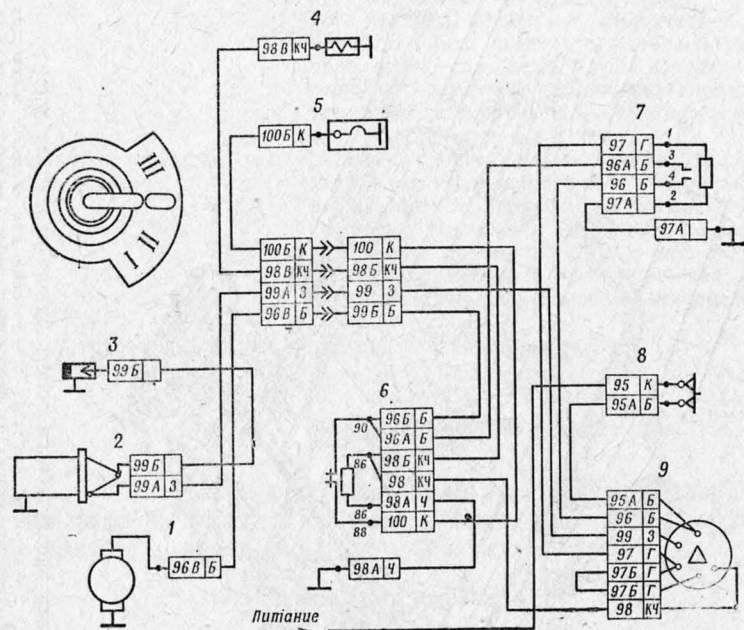 4
98 В КЧ
5
100 Б К
7
97 Г 1
96 А Б 3
96 Б 4
97 А 2
97 А
III
II
I
100 Б К 100 К
98 В КЧ 98 Б КЧ
99 А З 99 З
96 В Б 99 Б Б
3
99 Б
8
95 К
95 А Б
6
96 Б Б
90
96 А Б
86 98 Б КЧ
98 КЧ
86 98 А Ч
88 100 К
98 А Ч
2
99 Б
99 А З
1
96 В Б
9
95 А Б
96 Б
99 З
97 Г
97 Б Г
97 Б Г
98 КЧ
Питание